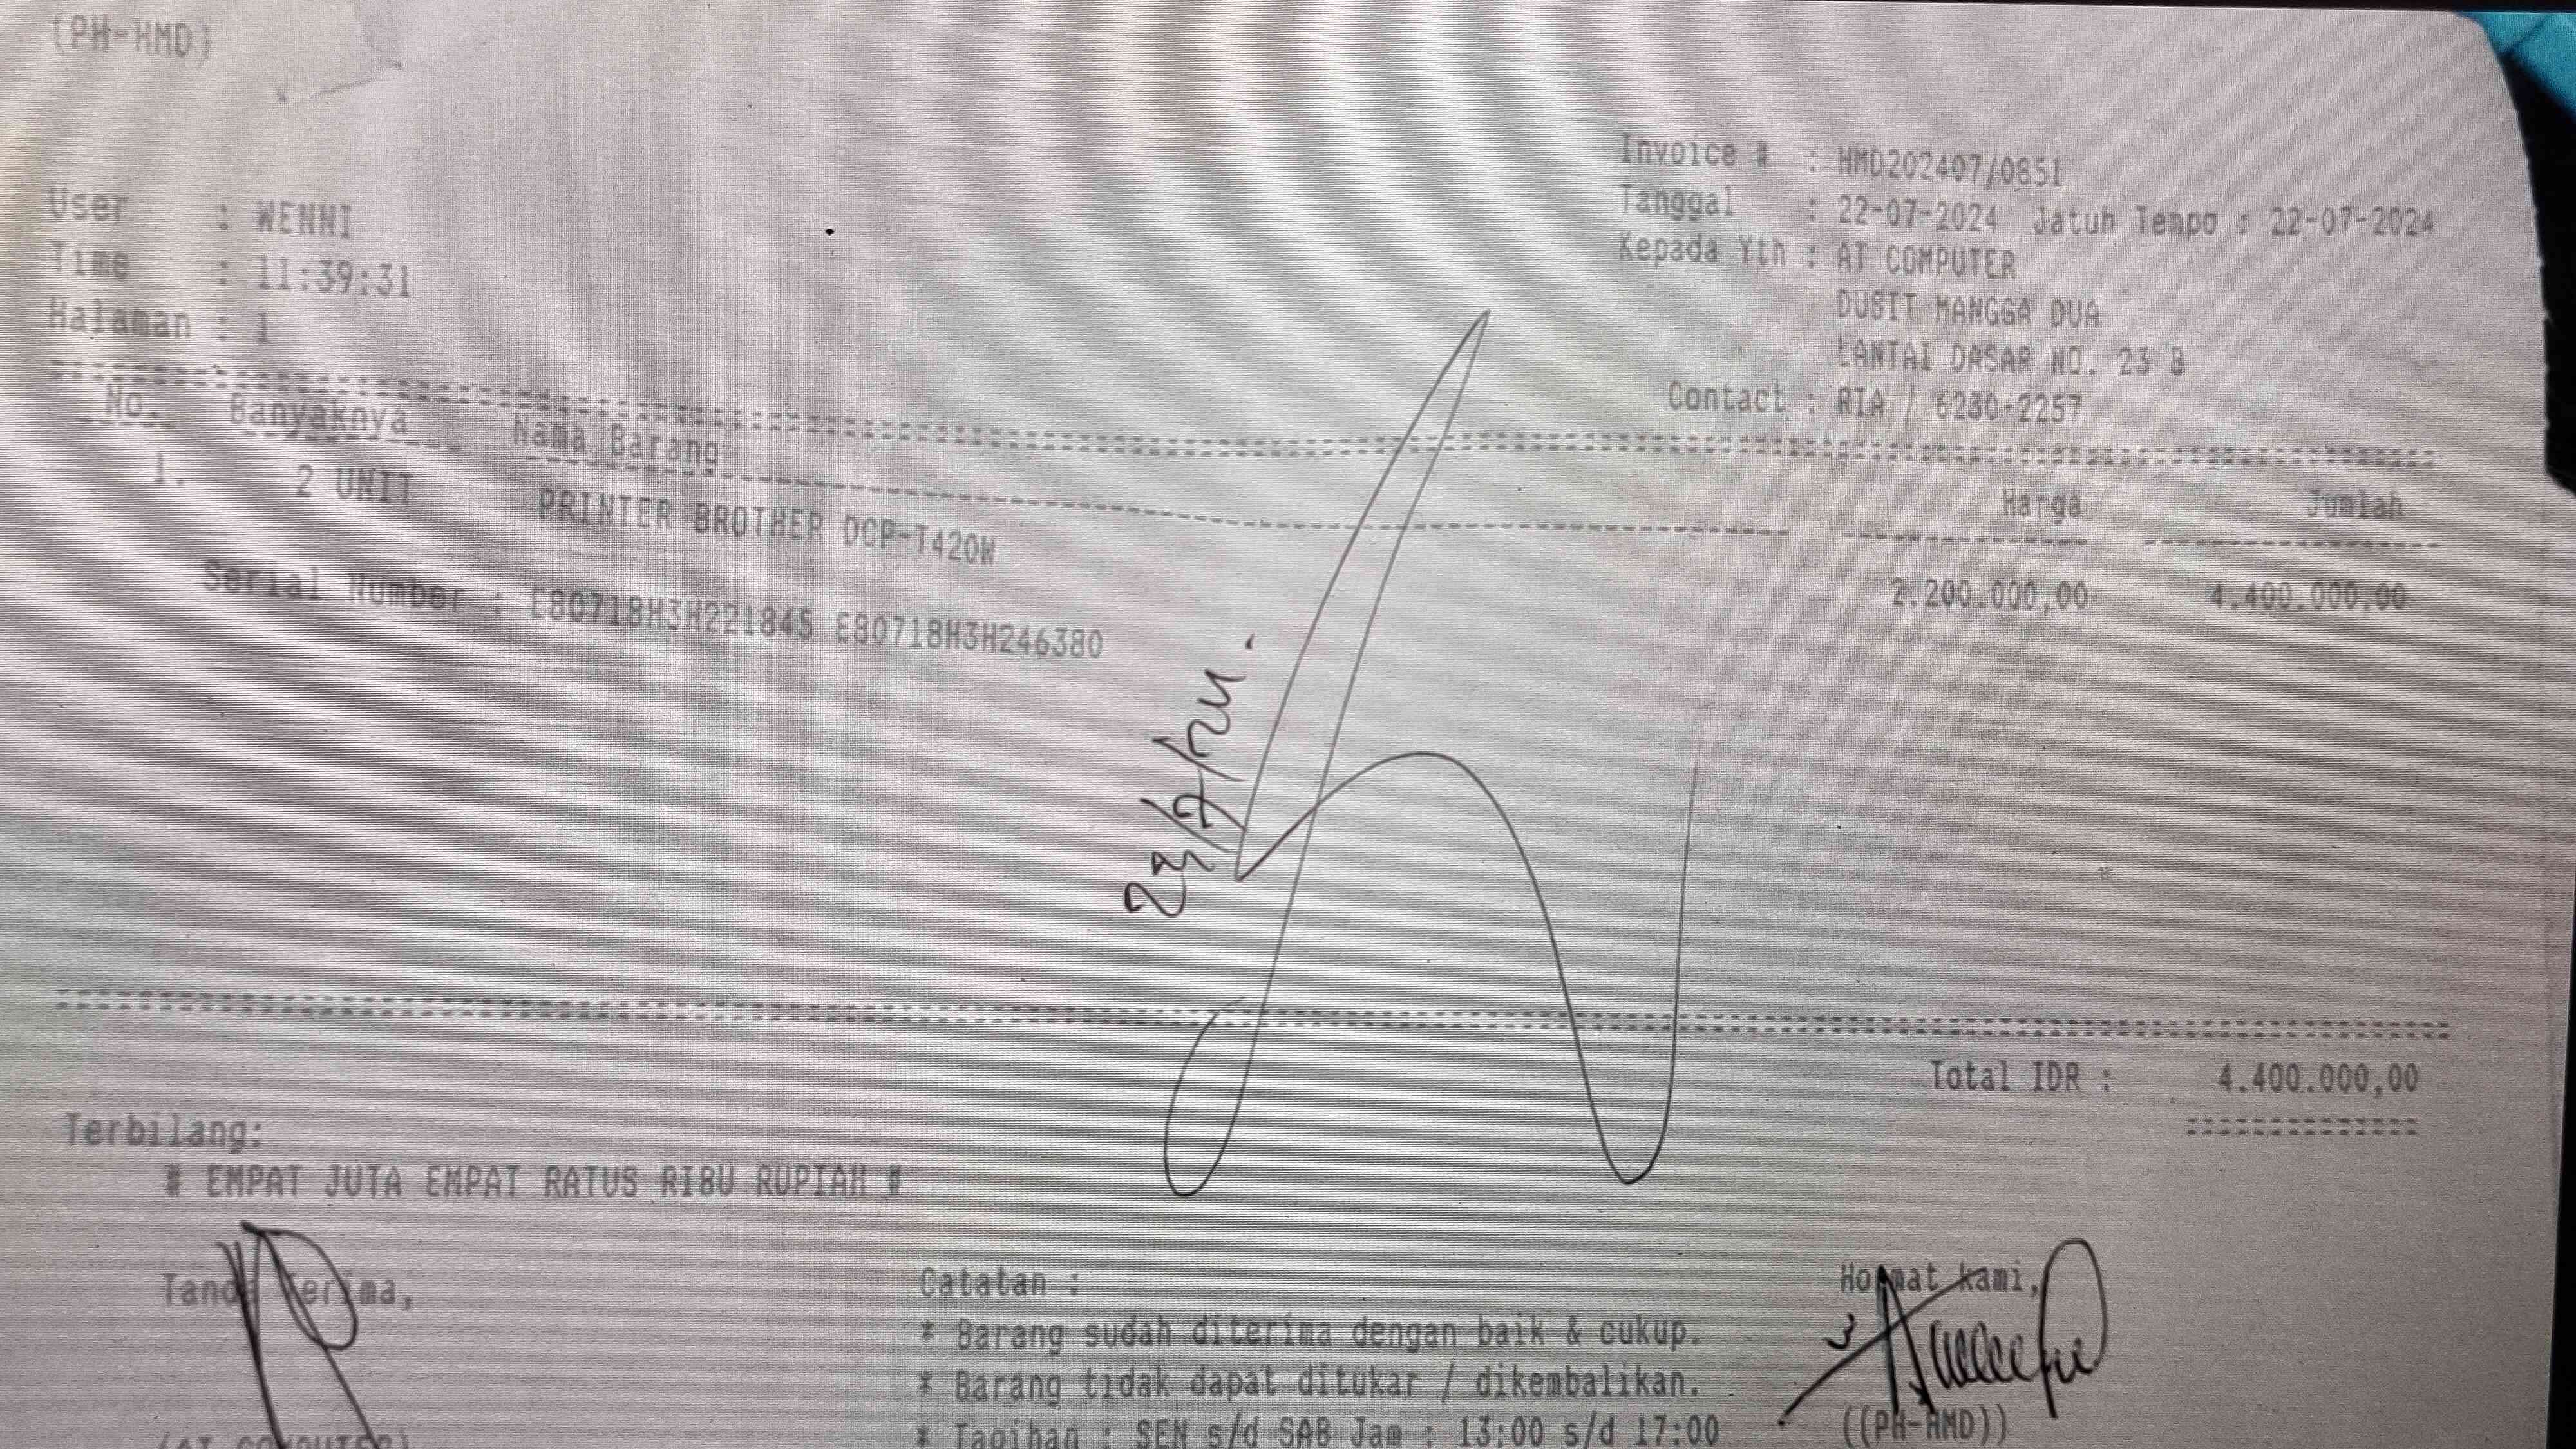 (PH-HMD)
Invoice # : HMD202407/0851
Tanggal : 22-07-2024 Jatuh Tempo : 22-07-2024
Kepada Yth : AT COMPUTER
DUSIT MANGGA DUA
LANTAI DASAR NO. 23 B
Contact : RIA / 6230-2257
User : WENNI
Time : 11:39:31
Halaman : 1
No. Banyaknya Nama Barang Harga Jumlah
1. 2 UNIT PRINTER BROTHER DCP-T420W 2.200.000,00 4.400.000,00
Serial Number : E80718H3H221845 E80718H3H246380
23/7/24.
Total IDR : 4.400.000,00
Terbilang:
# EMPAT JUTA EMPAT RATUS RIBU RUPIAH #
Tanda Terima,
(AT COMPUTER)
Catatan :
* Barang sudah diterima dengan baik & cukup.
* Barang tidak dapat ditukar / dikembalikan.
* Tagihan : SEN s/d SAB Jam : 13:00 s/d 17:00
Hormat kami,
((PH-HMD))